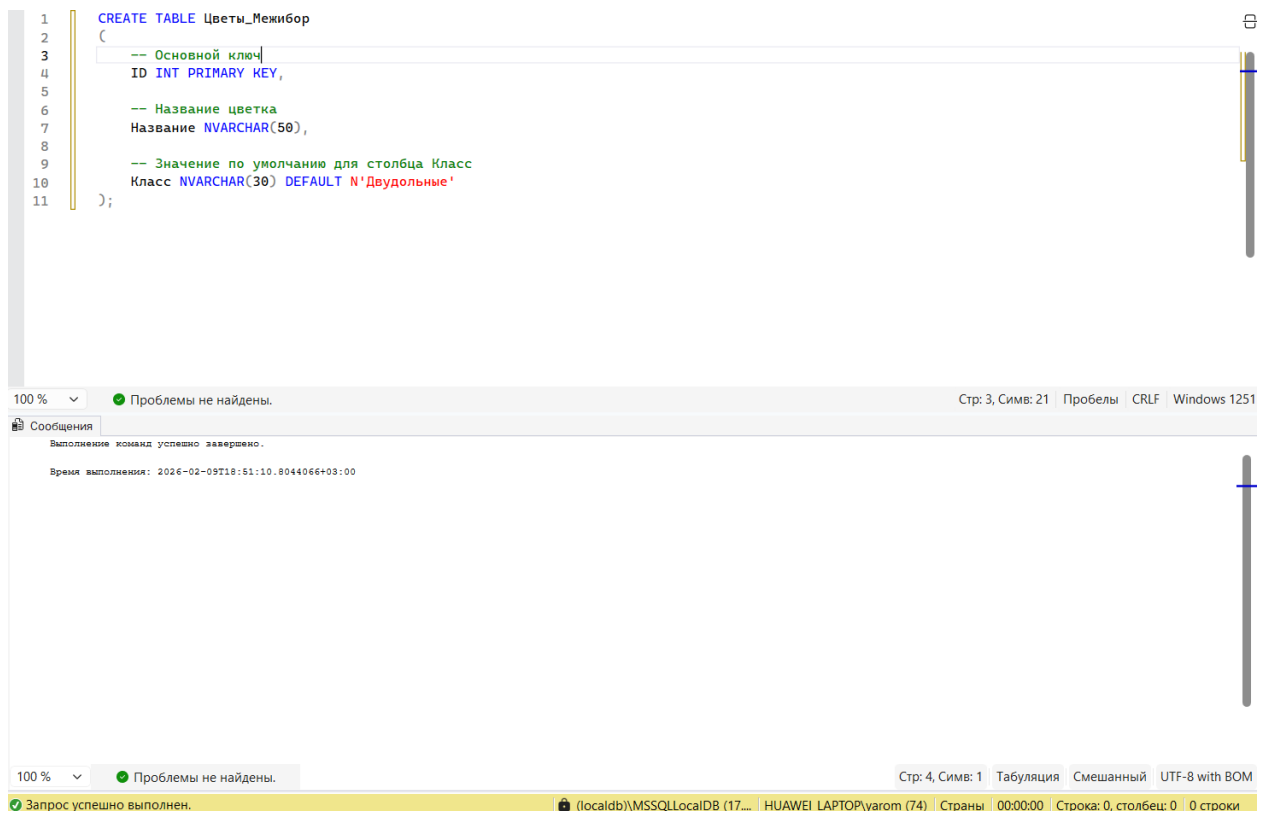 1 CREATE TABLE Цветы_Межибор
2 (
3 -- Основной ключ
4 ID INT PRIMARY KEY,
5
6 -- Название цветка
7 Название NVARCHAR(50),
8
9 -- Значение по умолчанию для столбца Класс
10 Класс NVARCHAR(30) DEFAULT N'Двудольные'
11 );
100 % Проблемы не найдены. Стр: 3, Симв: 21 Пробелы CRLF Windows 1251
Сообщения
Выполнение команд успешно завершено.
Время выполнения: 2026-02-09T18:51:10.8044066+03:00
100 % Проблемы не найдены. Стр: 4, Симв: 1 Табуляция Смешанный UTF-8 with BOM
Запрос успешно выполнен. (localdb)\MSSQLLocalDB (17.... HUAWEI_LAPTOP\yarom (74) Страны 00:00:00 Строка: 0, столбец: 0 0 строки